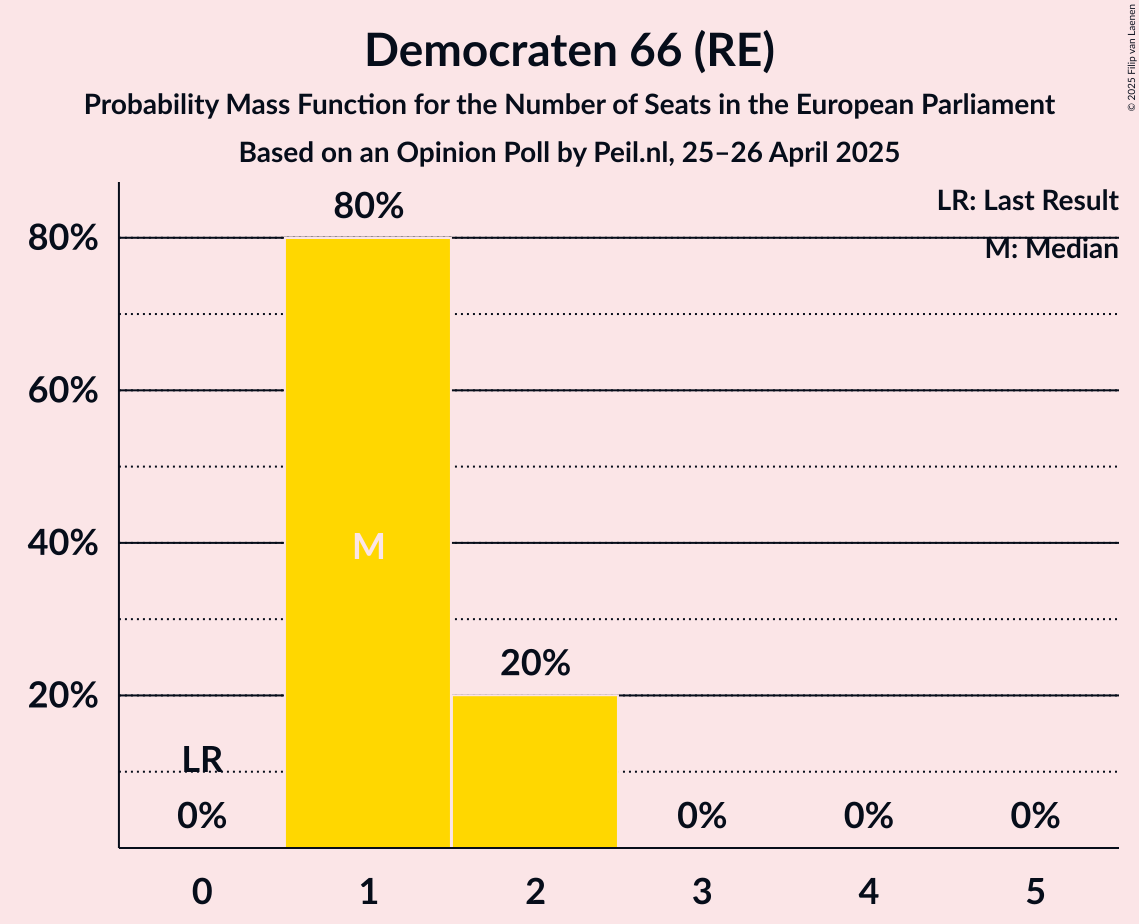 Democraten 66 (RE)
Probability Mass Function for the Number of Seats in the European Parliament
Based on an Opinion Poll by Peil.nl, 25–26 April 2025
© 2025 Filip van Laenen
LR: Last Result
M: Median
80%
60%
40%
20%
LR
0%
80%
M
20%
0%
0%
0%
0
1
2
3
4
5